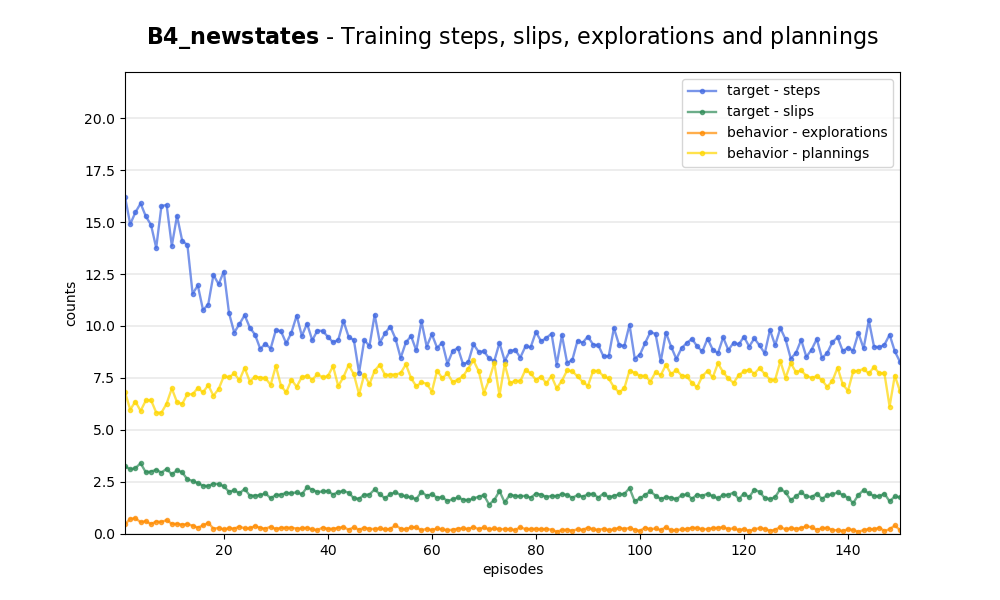 B4_newstates - Training steps, slips, explorations and plannings
target - steps
target - slips
behavior - explorations
behavior - plannings
20.0
17.5
15.0
12.5
10.0
7.5
5.0
2.5
0.0
counts
20 40 60 80 100 120 140
episodes